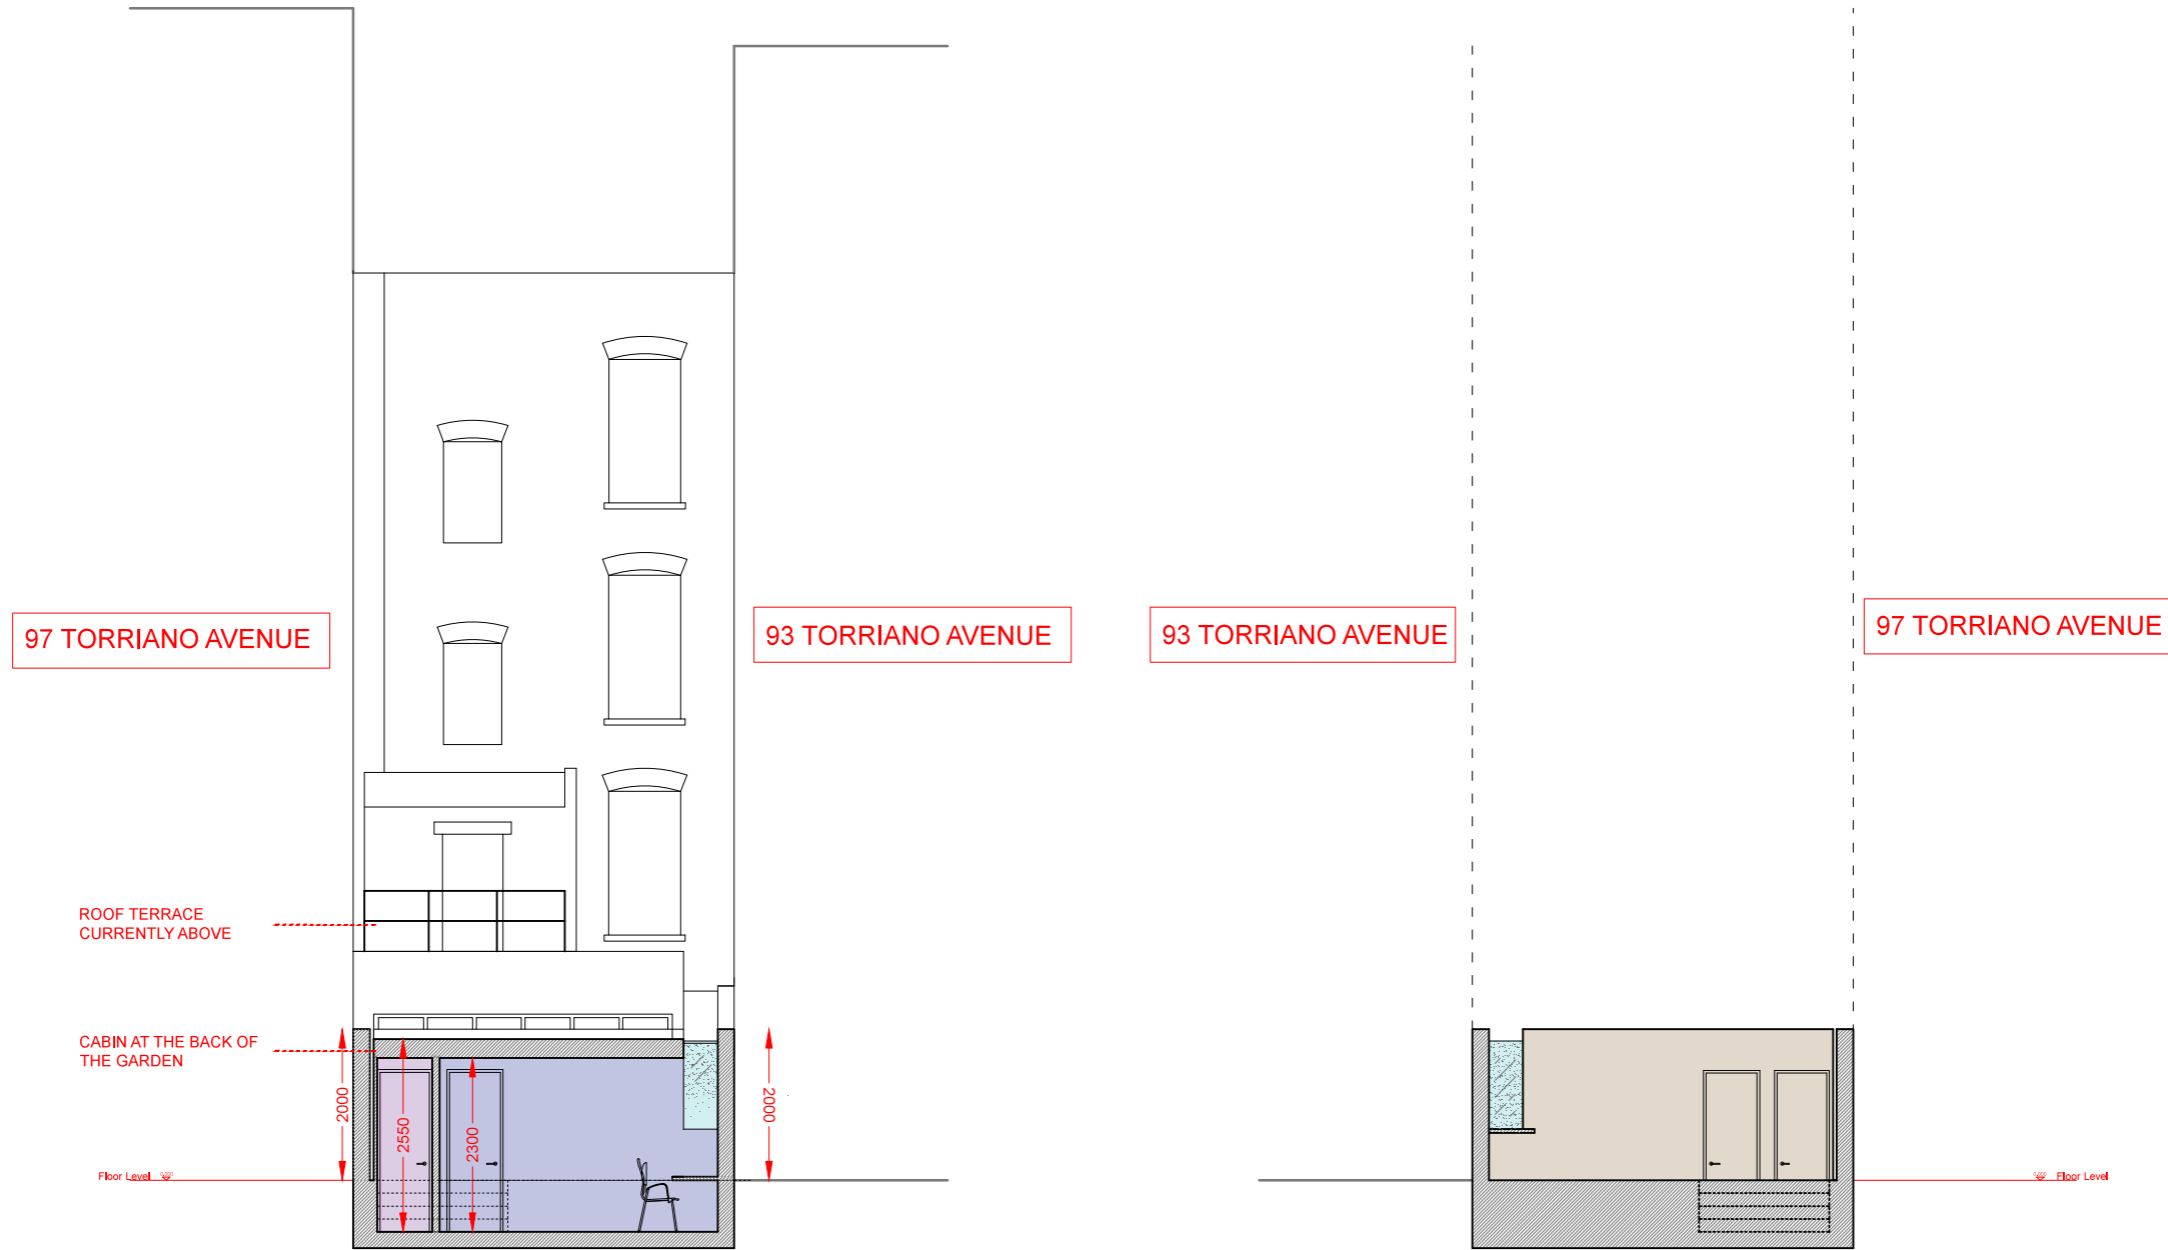 97 TORRIANO AVENUE
93 TORRIANO AVENUE
93 TORRIANO AVENUE
97 TORRIANO AVENUE
ROOF TERRACE
CURRENTLY ABOVE
CABIN AT THE BACK OF
THE GARDEN
2000
2550
2300
2000
Floor Level
Floor Level